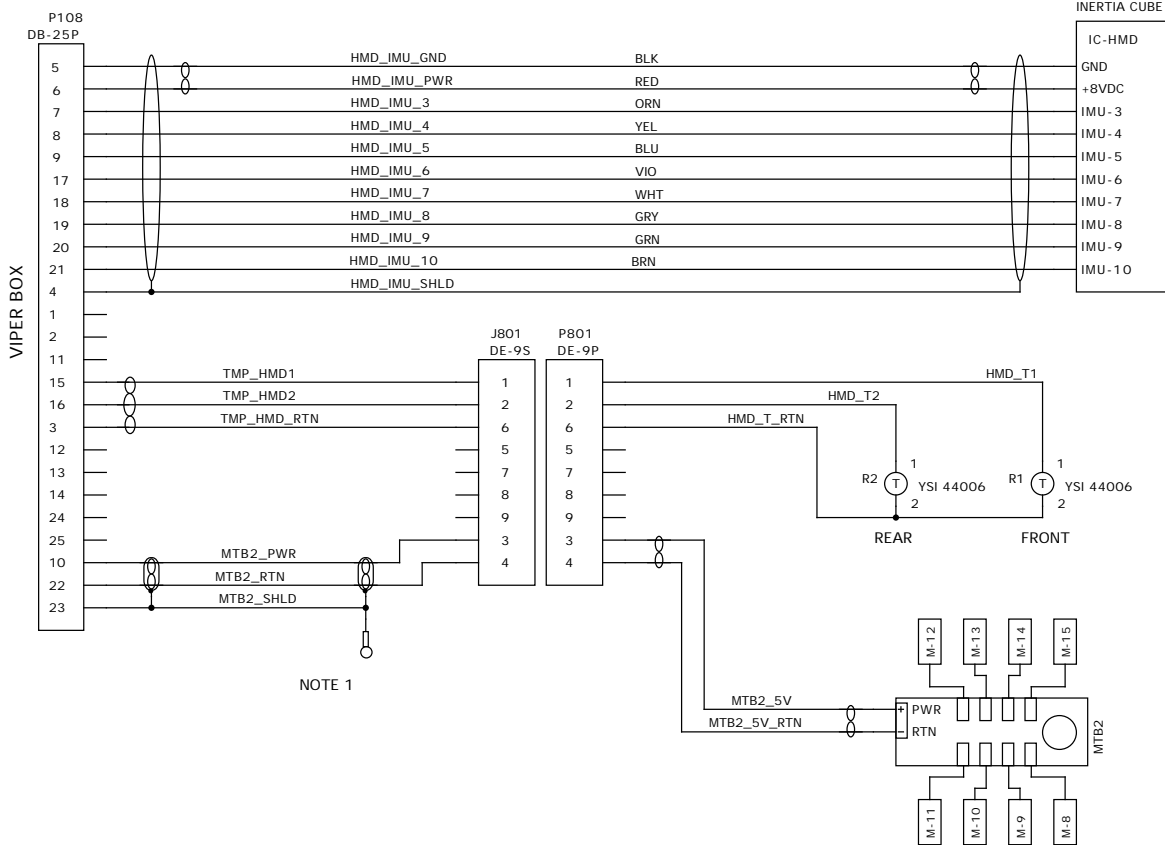 INERTIA CUBE
P108
DB-25P
IC-HMD
5 HMD_IMU_GND BLK GND
6 HMD_IMU_PWR RED +8VDC
7 HMD_IMU_3 ORN IMU-3
8 HMD_IMU_4 YEL IMU-4
9 HMD_IMU_5 BLU IMU-5
17 HMD_IMU_6 VIO IMU-6
18 HMD_IMU_7 WHT IMU-7
19 HMD_IMU_8 GRY IMU-8
20 HMD_IMU_9 GRN IMU-9
21 HMD_IMU_10 BRN IMU-10
4 HMD_IMU_SHLD
VIPER BOX
1
2
11
J801 P801
DE-9S DE-9P
15 TMP_HMD1 1 1 HMD_T1
16 TMP_HMD2 2 2 HMD_T2
3 TMP_HMD_RTN 6 6 HMD_T_RTN
12 5 5
13 7 7
14 8 8
24 9 9
25 3 3
10 MTB2_PWR 4 4
22 MTB2_RTN
23 MTB2_SHLD
NOTE 1
1 1
R2 T YSI 44006 R1 T YSI 44006
2 2
REAR FRONT
M-12 M-13 M-14 M-15
MTB2_5V + PWR
MTB2_5V_RTN - RTN
MTB2
M-11 M-10 M-9 M-8